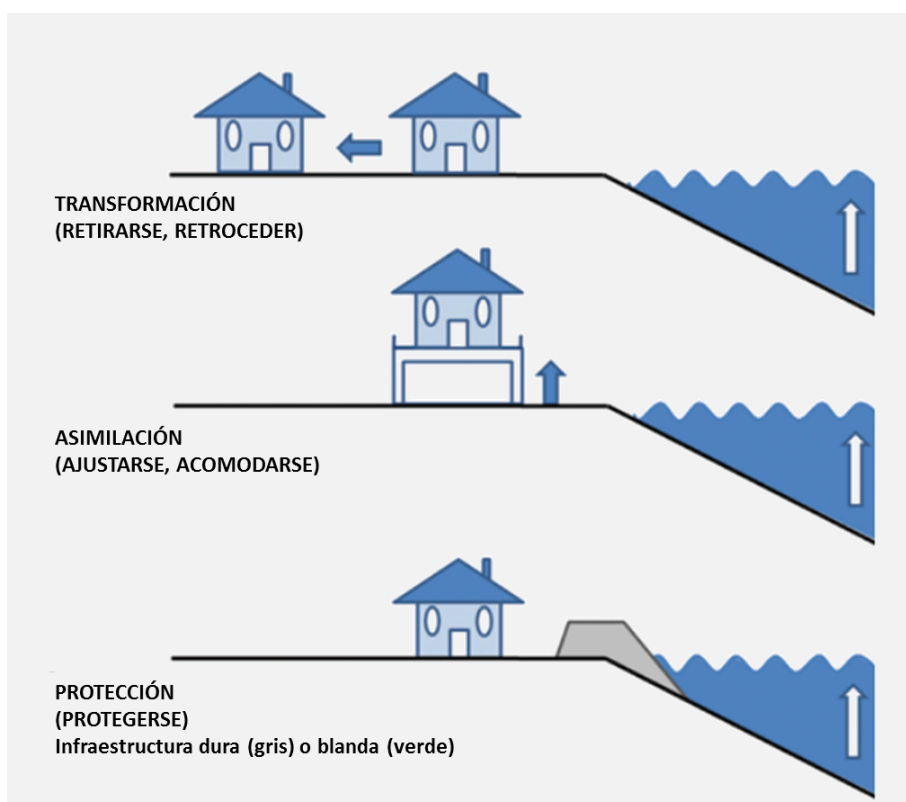 TRANSFORMACIÓN
(RETIRARSE, RETROCEDER)
ASIMILACIÓN
(AJUSTARSE, ACOMODARSE)
PROTECCIÓN
(PROTEGERSE)
Infraestructura dura (gris) o blanda (verde)